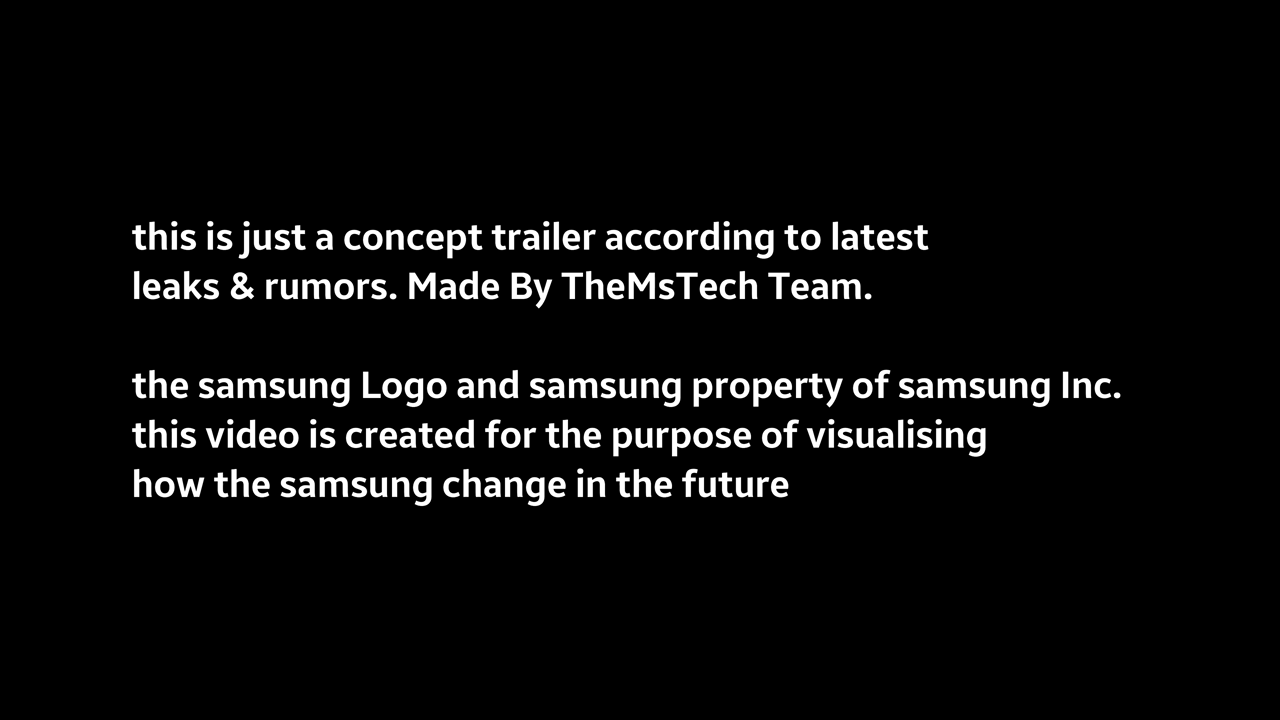 this is just a concept trailer according to latest
leaks & rumors. Made By TheMsTech Team.
the samsung Logo and samsung property of samsung Inc.
this video is created for the purpose of visualising
how the samsung change in the future